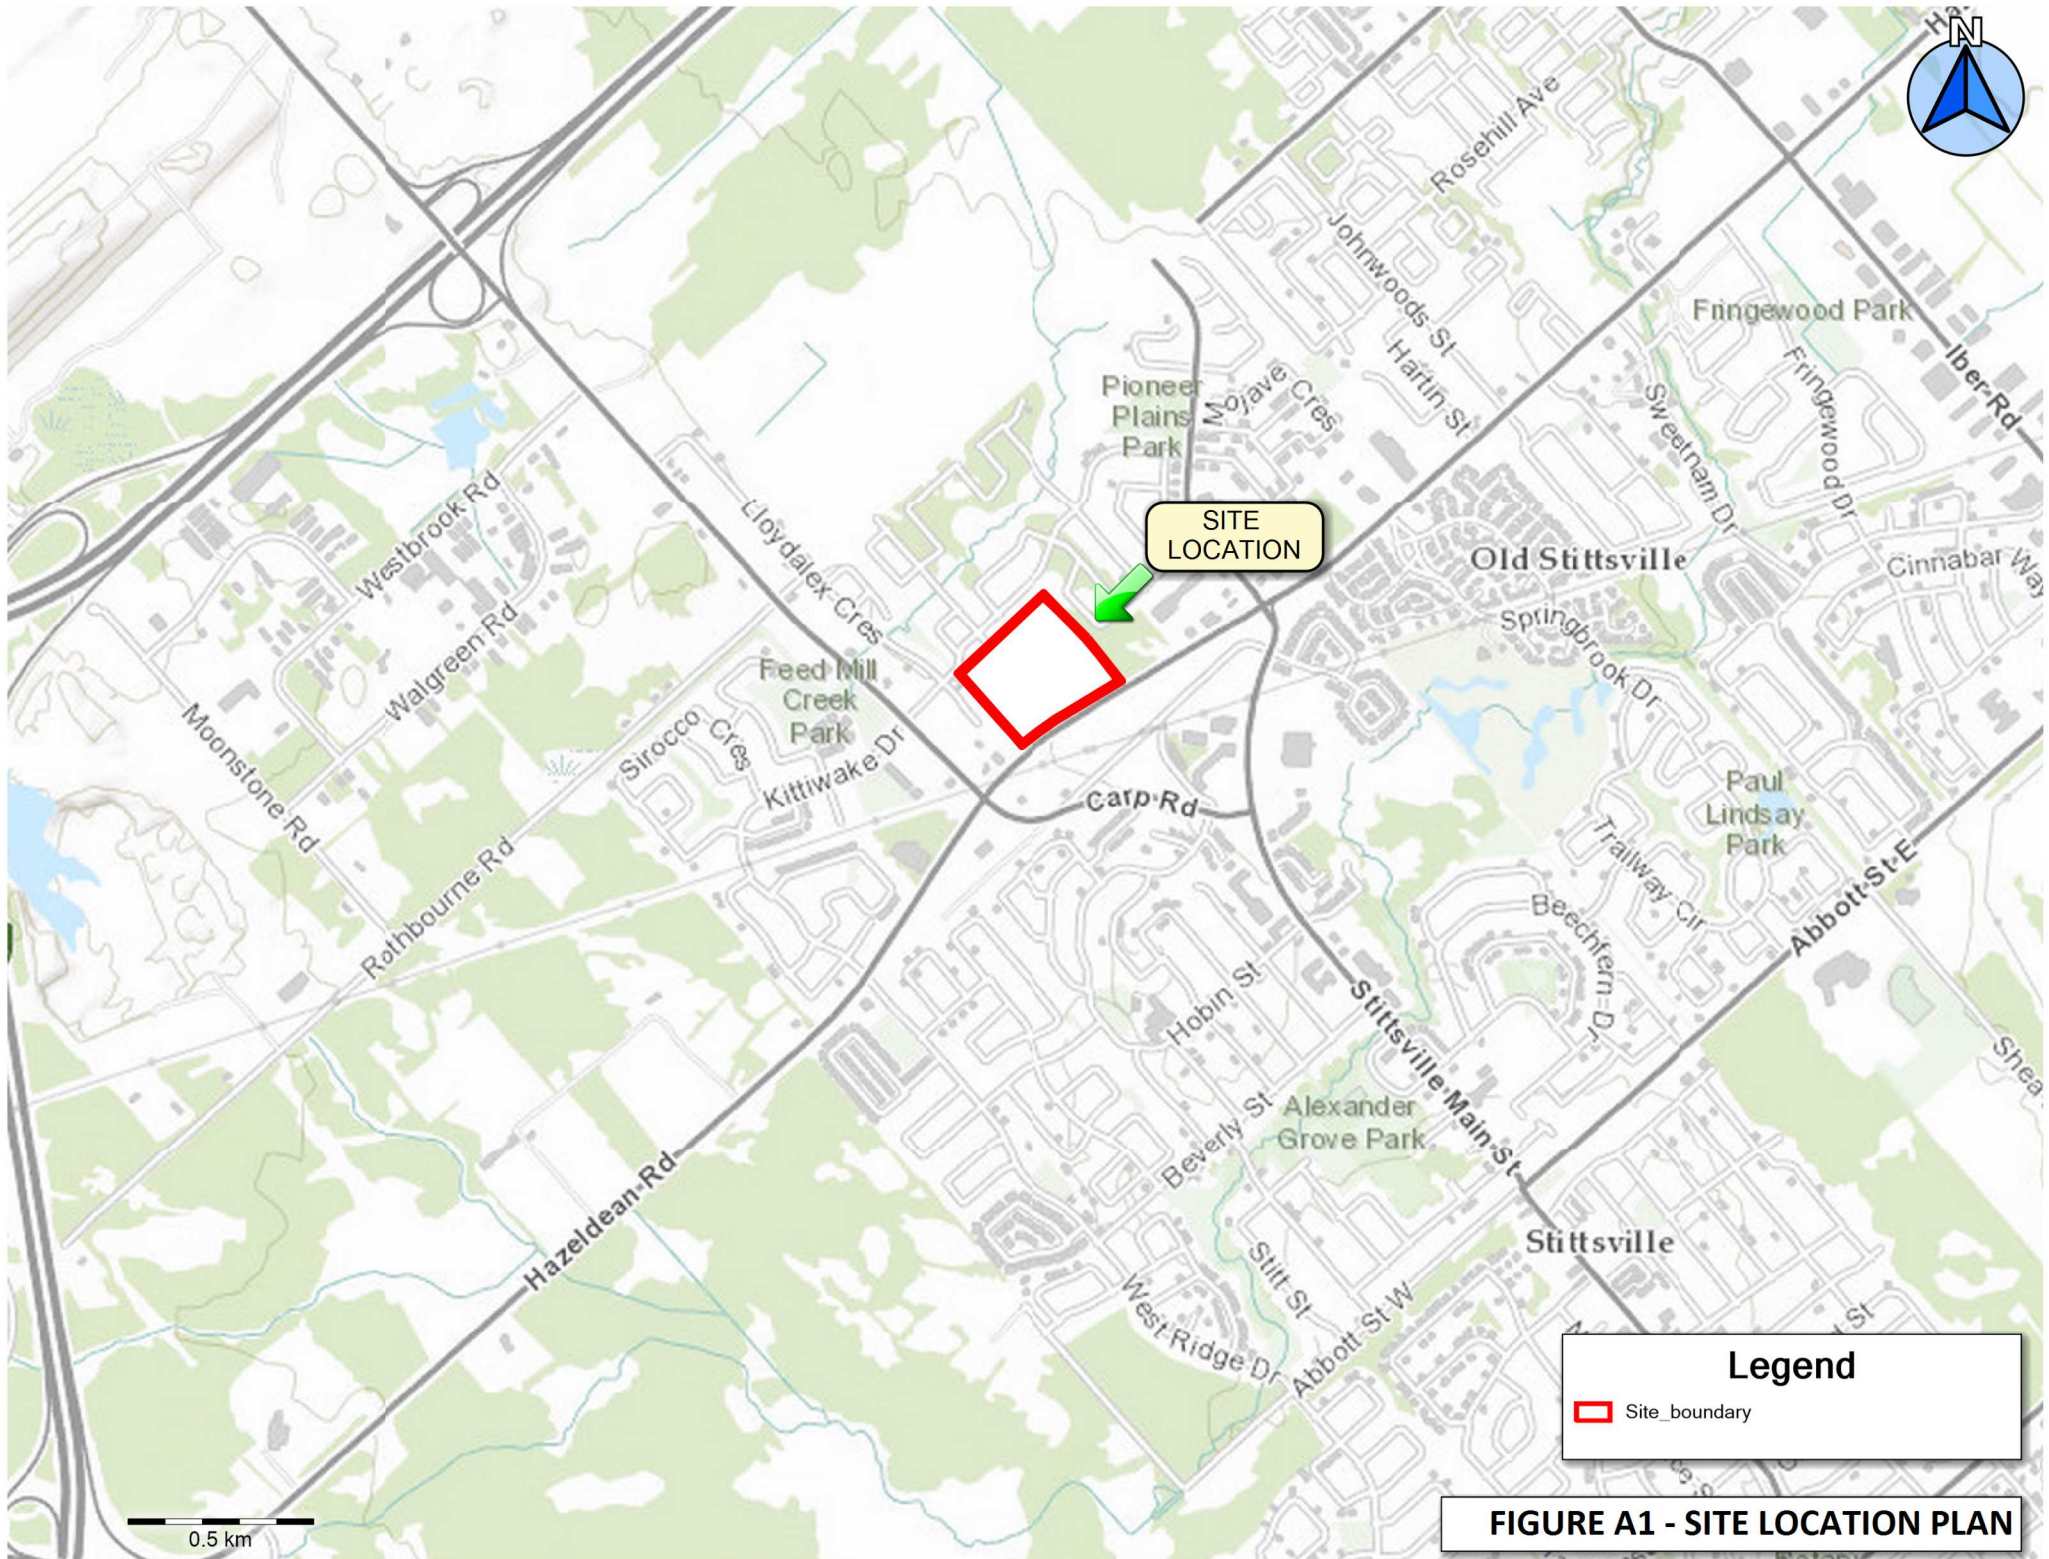 N
Rosehill Ave
Johnwoods St
Fringewood Park
Hartin St
Iber Rd
Fringewood Dr
Pioneer
Plains
Park
Mojave Cres
Sweetnam Dr
Westbrook Rd
Lloydalex Cres
SITE
LOCATION
Old Stittsville
Cinnabar Way
Springbrook Dr
Walgreen Rd
Feed Mill
Creek
Park
Moonstone Rd
Sirocco Cres
Kittiwake Dr
Carp Rd
Paul
Lindsay
Park
Trailway Cir
Rothbourne Rd
Abbott St E
Beechfern Dr
Hobin St
Stittsville Main St
Shea
Alexander
Grove Park
Beverly St
Hazeldean Rd
Stittsville
Stitt St
West Ridge Dr
Abbott St W
Legend
Site_boundary
0.5 km
FIGURE A1 - SITE LOCATION PLAN